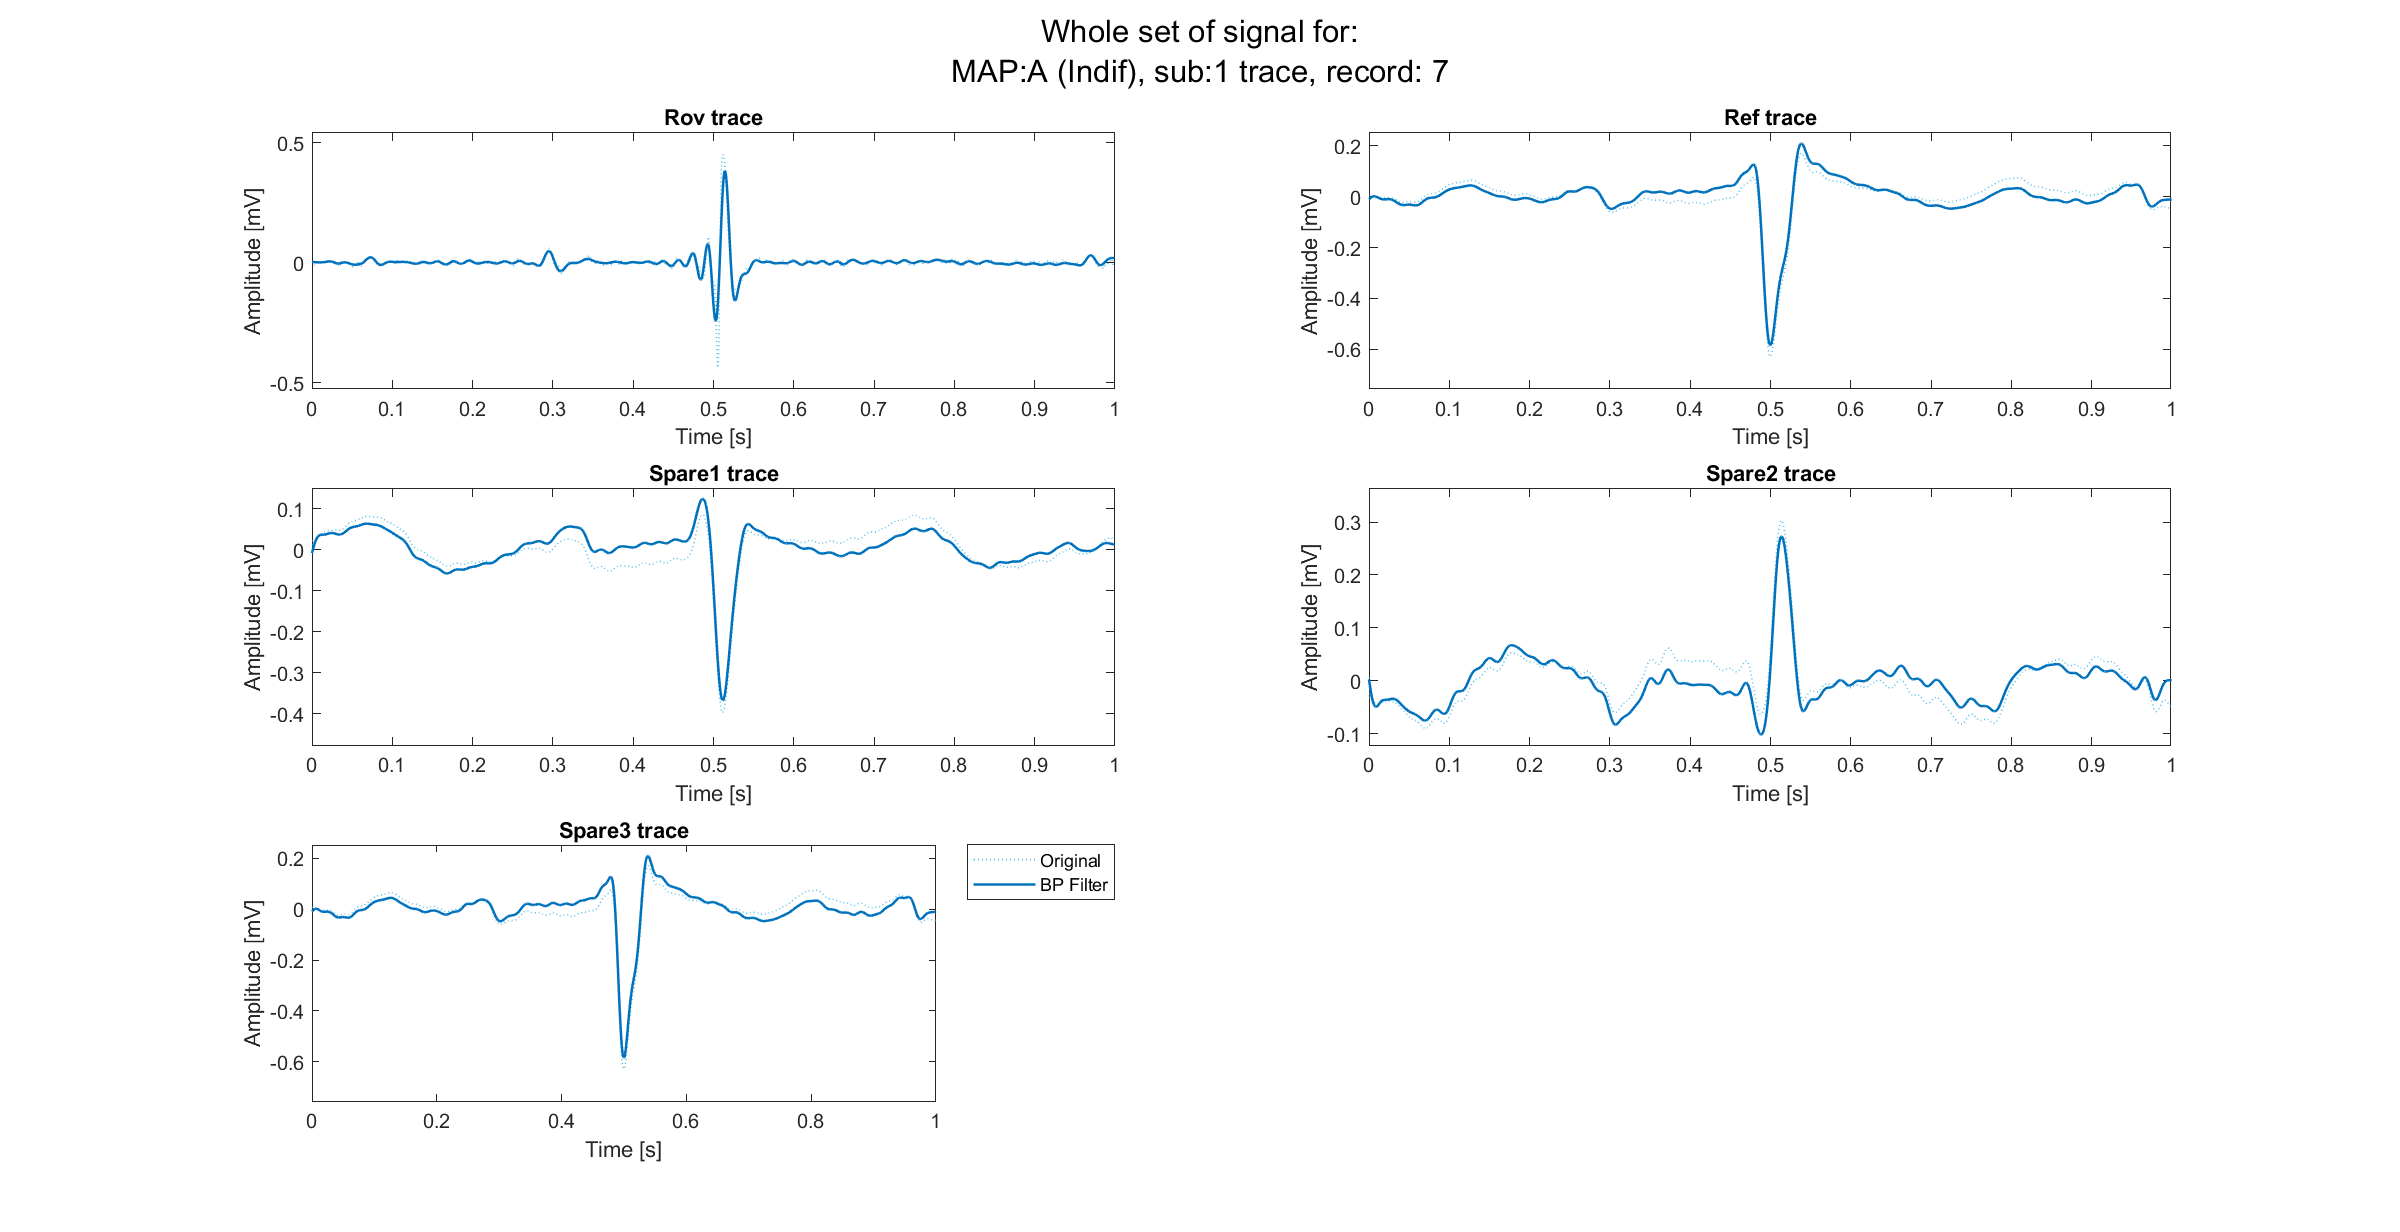 Whole set of signal for:
MAP:A (Indif), sub:1 trace, record: 7
Rov trace
0.5
0
-0.5
Amplitude [mV]
0 0.1 0.2 0.3 0.4 0.5 0.6 0.7 0.8 0.9 1
Time [s]
Ref trace
0.2
0
-0.2
-0.4
-0.6
Amplitude [mV]
0 0.1 0.2 0.3 0.4 0.5 0.6 0.7 0.8 0.9 1
Time [s]
Spare1 trace
0.1
0
-0.1
-0.2
-0.3
-0.4
Amplitude [mV]
0 0.1 0.2 0.3 0.4 0.5 0.6 0.7 0.8 0.9 1
Time [s]
Spare2 trace
0.3
0.2
0.1
0
-0.1
Amplitude [mV]
0 0.1 0.2 0.3 0.4 0.5 0.6 0.7 0.8 0.9 1
Time [s]
Spare3 trace
0.2
0
-0.2
-0.4
-0.6
Amplitude [mV]
0 0.2 0.4 0.6 0.8 1
Time [s]
Original
BP Filter